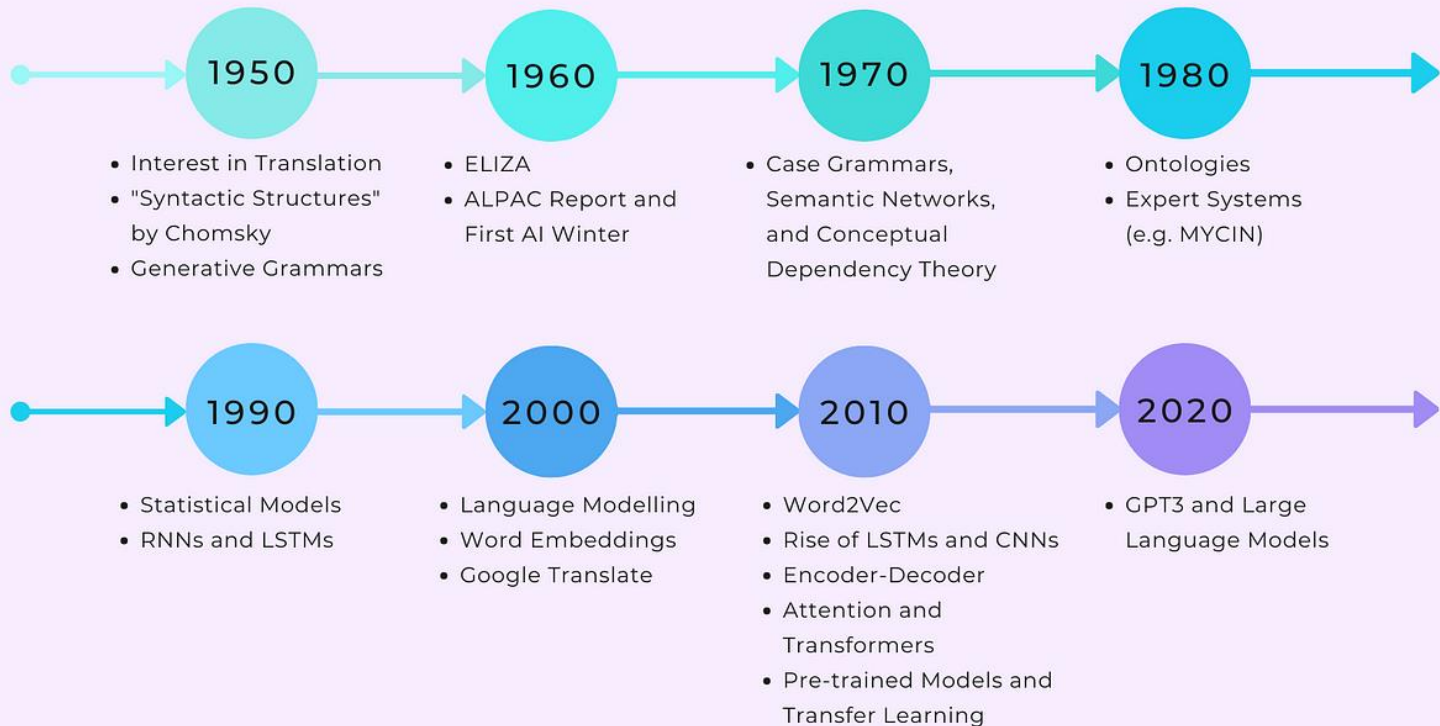 1950
• Interest in Translation
• "Syntactic Structures"
by Chomsky
• Generative Grammars
1960
• ELIZA
• ALPAC Report and
First AI Winter
1970
• Case Grammars,
Semantic Networks,
and Conceptual
Dependency Theory
1980
• Ontologies
• Expert Systems
(e.g. MYCIN)
1990
• Statistical Models
• RNNs and LSTMs
2000
• Language Modelling
• Word Embeddings
• Google Translate
2010
• Word2Vec
• Rise of LSTMs and CNNs
• Encoder-Decoder
• Attention and
Transformers
• Pre-trained Models and
Transfer Learning
2020
• GPT3 and Large
Language Models